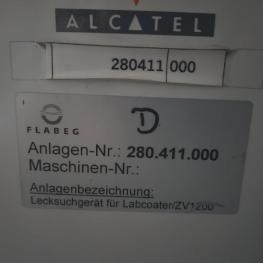 ALCATEL
280411 000
FLABEG
D
Anlagen-Nr.: 280.411.000
Maschinen-Nr.:
Anlagenbezeichnung:
Lecksuchgerät für Labcoater/ZV1200